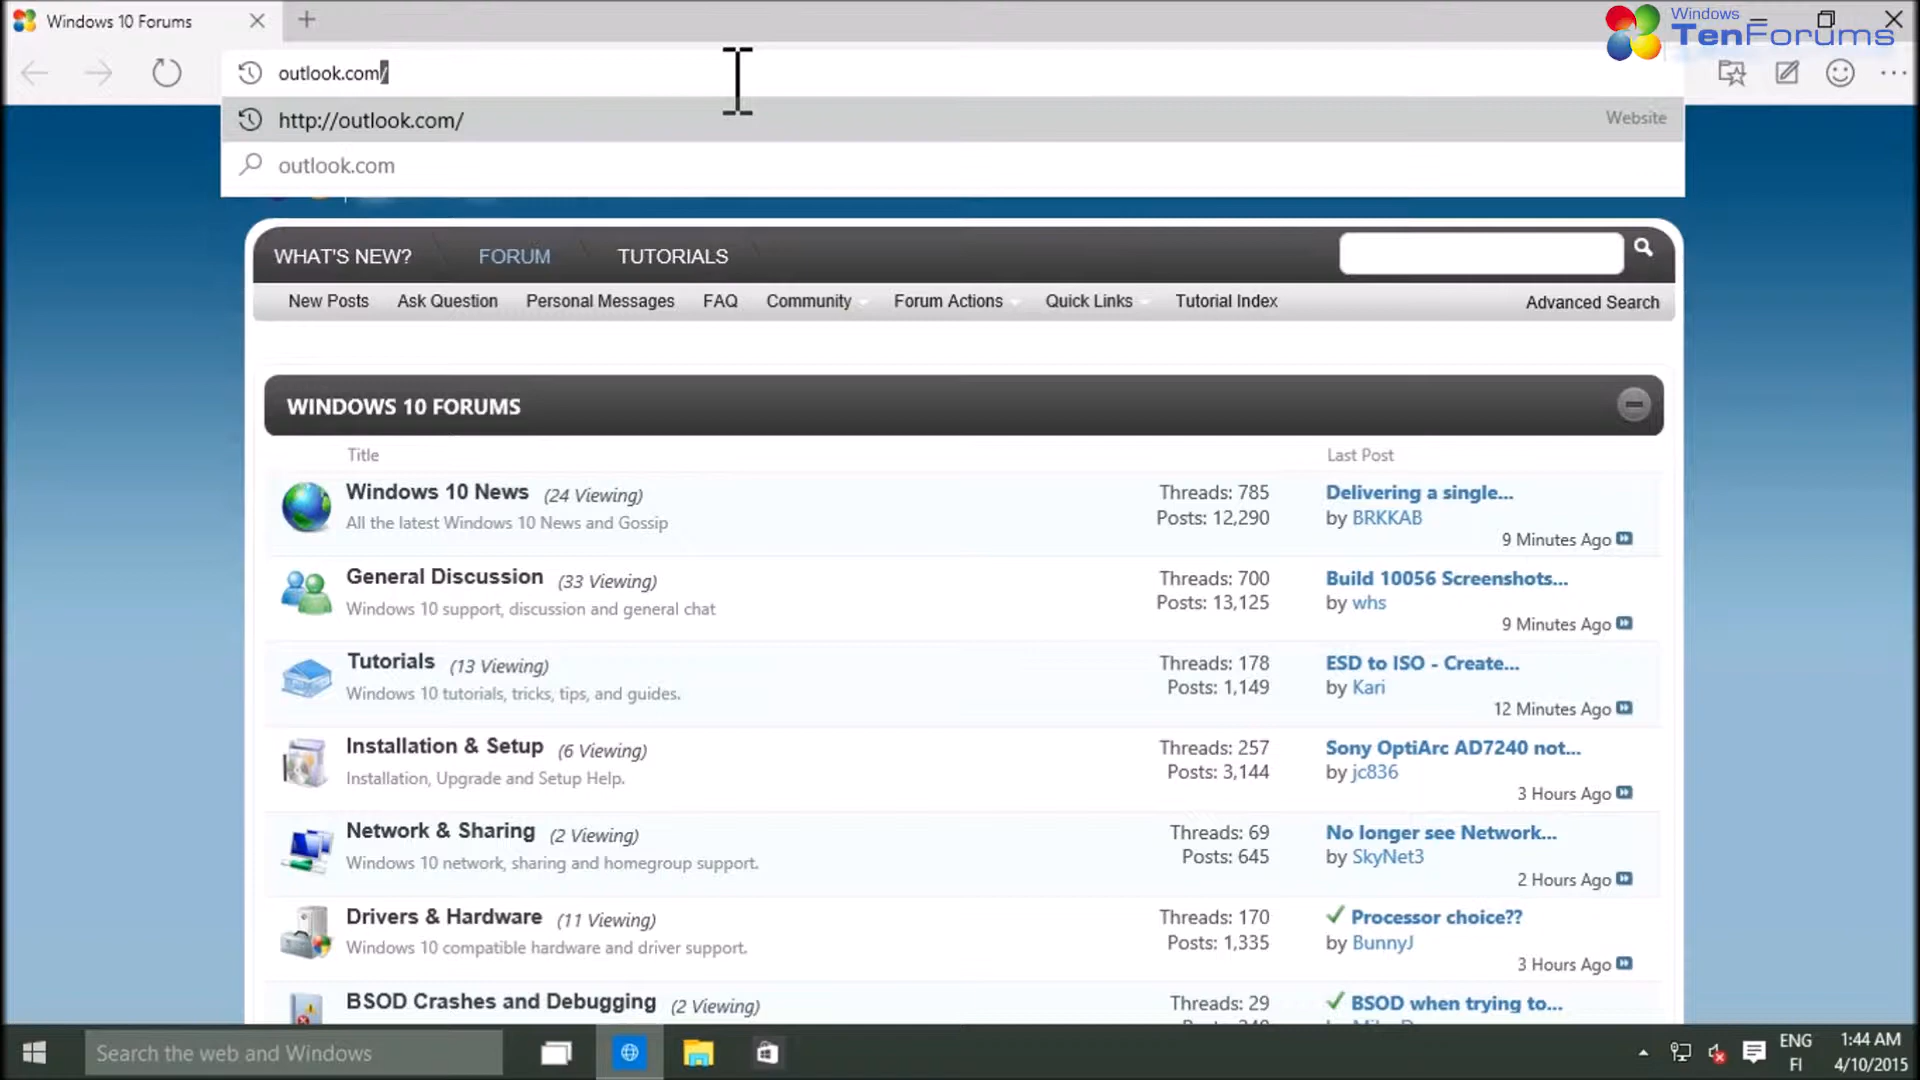 Windows 10 Forums
Windows
TenForums
outlook.com/
http://outlook.com/
Website
outlook.com
WHAT'S NEW? FORUM TUTORIALS
New Posts Ask Question Personal Messages FAQ Community Forum Actions Quick Links Tutorial Index Advanced Search
WINDOWS 10 FORUMS
Title Last Post
Windows 10 News (24 Viewing)
All the latest Windows 10 News and Gossip
Threads: 785
Posts: 12,290
Delivering a single...
by BRKKAB
9 Minutes Ago
General Discussion (33 Viewing)
Windows 10 support, discussion and general chat
Threads: 700
Posts: 13,125
Build 10056 Screenshots...
by whs
9 Minutes Ago
Tutorials (13 Viewing)
Windows 10 tutorials, tricks, tips, and guides.
Threads: 178
Posts: 1,149
ESD to ISO - Create...
by Kari
12 Minutes Ago
Installation & Setup (6 Viewing)
Installation, Upgrade and Setup Help.
Threads: 257
Posts: 3,144
Sony OptiArc AD7240 not...
by jc836
3 Hours Ago
Network & Sharing (2 Viewing)
Windows 10 network, sharing and homegroup support.
Threads: 69
Posts: 645
No longer see Network...
by SkyNet3
2 Hours Ago
Drivers & Hardware (11 Viewing)
Windows 10 compatible hardware and driver support.
Threads: 170
Posts: 1,335
Processor choice??
by BunnyJ
3 Hours Ago
BSOD Crashes and Debugging (2 Viewing)
Threads: 29
BSOD when trying to...
Search the web and Windows
ENG
FI
1:44 AM
4/10/2015